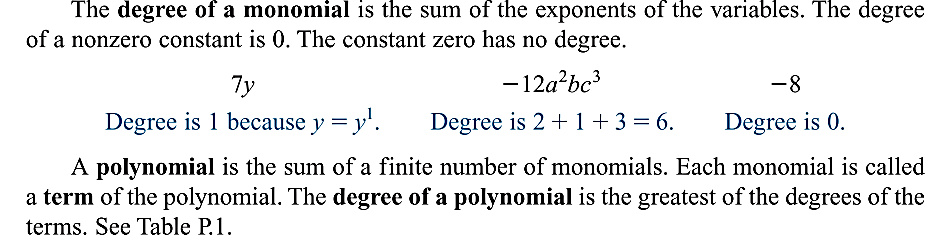 The degree of a monomial is the sum of the exponents of the variables. The degree
of a nonzero constant is 0. The constant zero has no degree.
7y −12a²bc³ −8
Degree is 1 because y = y¹. Degree is 2 + 1 + 3 = 6. Degree is 0.
A polynomial is the sum of a finite number of monomials. Each monomial is called
a term of the polynomial. The degree of a polynomial is the greatest of the degrees of the
terms. See Table P.1.